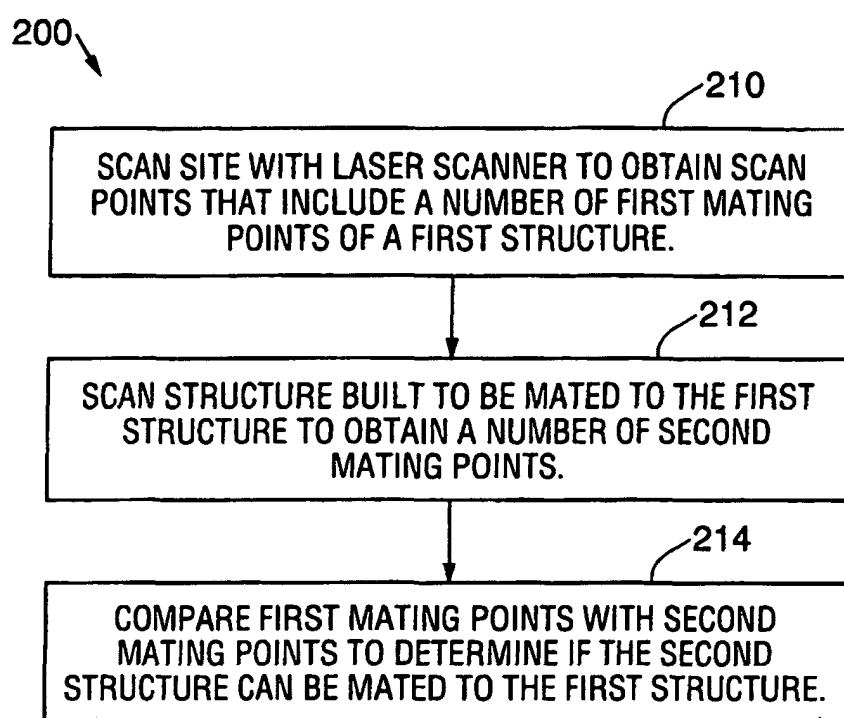 200
210
SCAN SITE WITH LASER SCANNER TO OBTAIN SCAN
POINTS THAT INCLUDE A NUMBER OF FIRST MATING
POINTS OF A FIRST STRUCTURE.
212
SCAN STRUCTURE BUILT TO BE MATED TO THE FIRST
STRUCTURE TO OBTAIN A NUMBER OF SECOND
MATING POINTS.
214
COMPARE FIRST MATING POINTS WITH SECOND
MATING POINTS TO DETERMINE IF THE SECOND
STRUCTURE CAN BE MATED TO THE FIRST STRUCTURE.